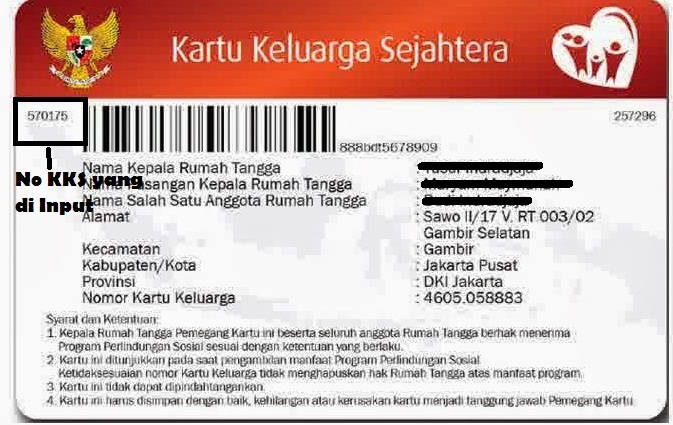 Kartu Keluarga Sejahtera
570175
257296
888bdt5678909
No KKS yang
di Input
Nama Kepala Rumah Tangga :
Nama Pasangan Kepala Rumah Tangga :
Nama Salah Satu Anggota Rumah Tangga :
Alamat : Sawo II/17 V. RT 003/02
Gambir Selatan
Kecamatan : Gambir
Kabupaten/Kota : Jakarta Pusat
Provinsi : DKI Jakarta
Nomor Kartu Keluarga : 4605.058883
Syarat dan Ketentuan:
1. Kepala Rumah Tangga Pemegang Kartu ini beserta seluruh anggota Rumah Tangga berhak menerima
Program Perlindungan Sosial sesuai dengan ketentuan yang berlaku.
2. Kartu ini ditunjukkan pada saat pengambilan manfaat Program Perlindungan Sosial.
Ketidaksesuaian nomor Kartu Keluarga tidak menghapuskan hak Rumah Tangga atas manfaat program.
3. Kartu ini tidak dapat dipindahtangankan.
4. Kartu ini harus disimpan dengan baik, kehilangan atau kerusakan kartu menjadi tanggung jawab Pemegang Kartu